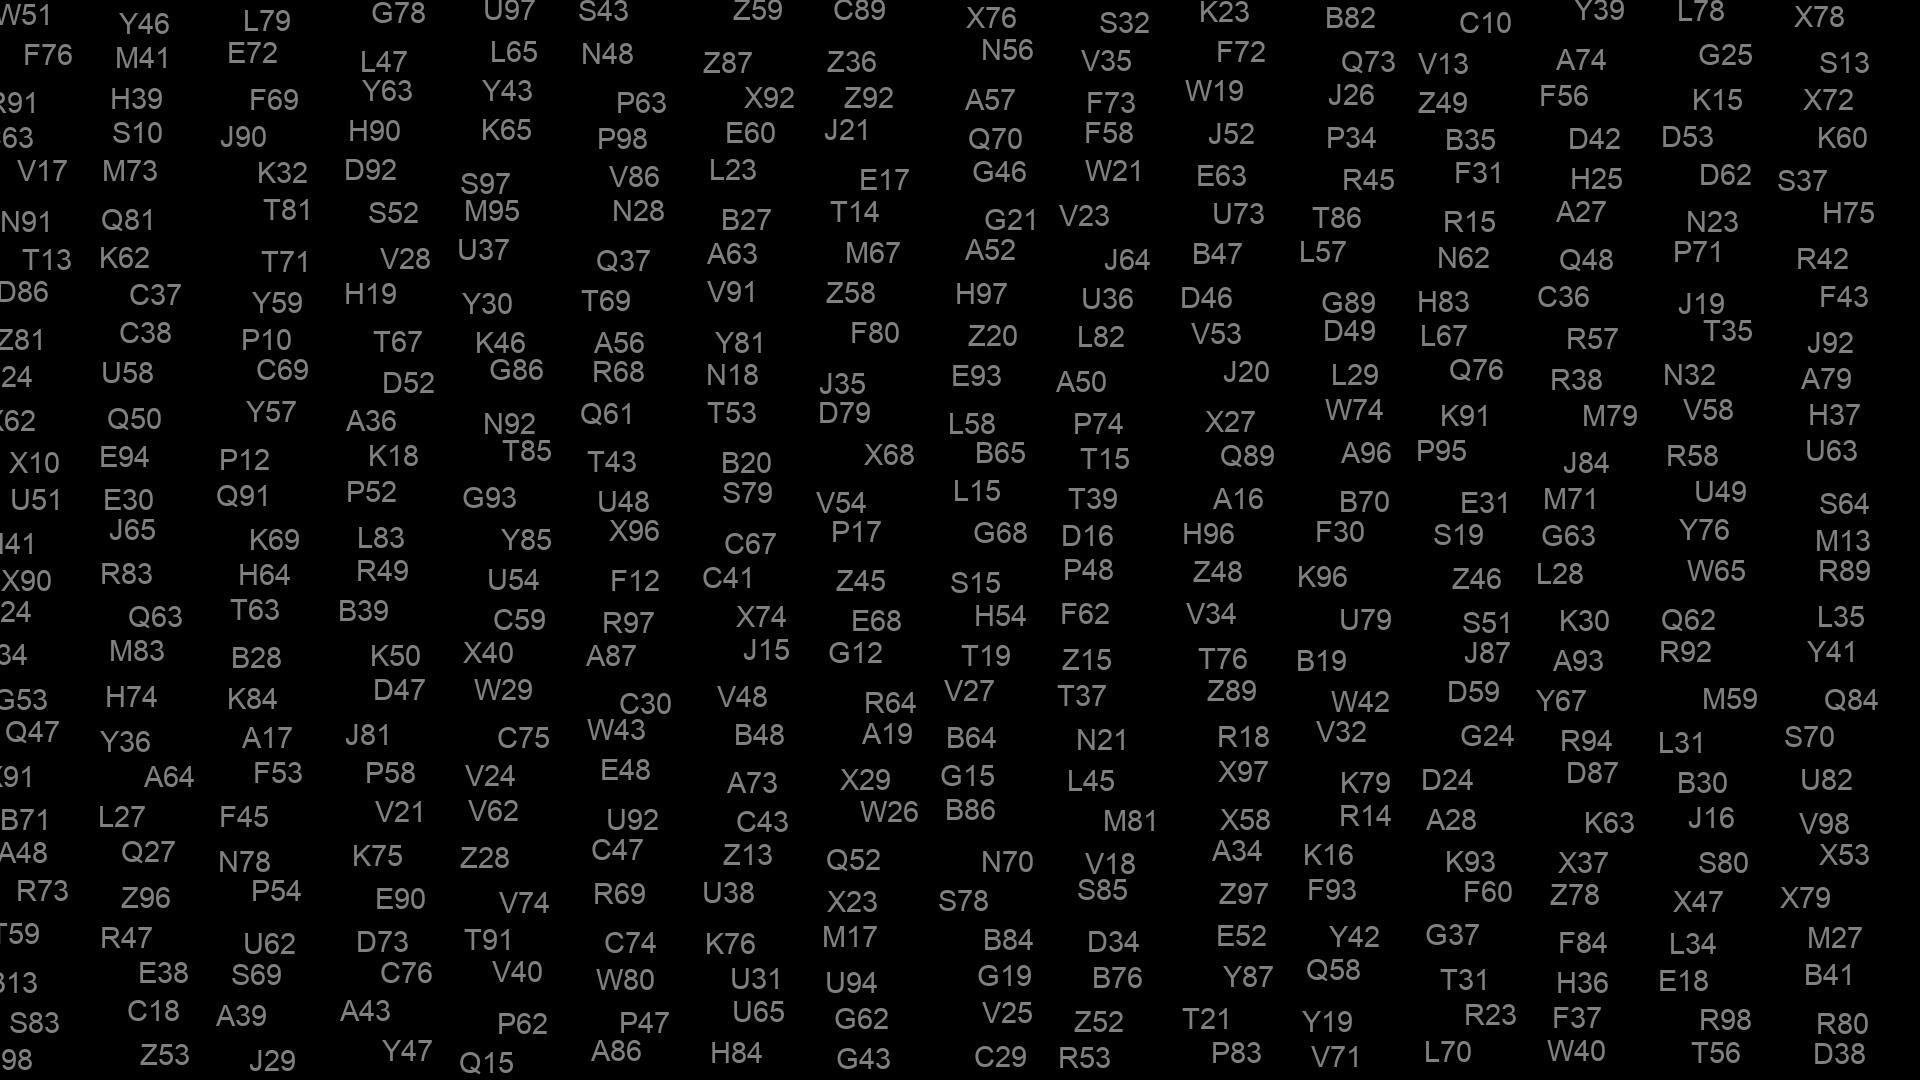 W51 Y46 L79 G78 U97 S43 Z59 C89 X76 S32 K23 B82 C10 Y39 L78 X78
F76 M41 E72 L47 L65 N48 Z87 Z36 N56 V35 F72 Q73 V13 A74 G25 S13
R91 H39 F69 Y63 Y43 P63 X92 Z92 A57 F73 W19 J26 Z49 F56 K15 X72
63 S10 J90 H90 K65 P98 E60 J21 Q70 F58 J52 P34 B35 D42 D53 K60
V17 M73 K32 D92 S97 V86 L23 E17 G46 W21 E63 R45 F31 H25 D62 S37
N91 Q81 T81 S52 M95 N28 B27 T14 G21 V23 U73 T86 R15 A27 N23 H75
T13 K62 T71 V28 U37 Q37 A63 M67 A52 J64 B47 L57 N62 Q48 P71 R42
D86 C37 Y59 H19 Y30 T69 V91 Z58 H97 U36 D46 G89 H83 C36 J19 F43
Z81 C38 P10 T67 K46 A56 Y81 F80 Z20 L82 V53 D49 L67 R57 T35 J92
24 U58 C69 D52 G86 R68 N18 J35 E93 A50 J20 L29 Q76 R38 N32 A79
62 Q50 Y57 A36 N92 Q61 T53 D79 L58 P74 X27 W74 K91 M79 V58 H37
X10 E94 P12 K18 T85 T43 B20 X68 B65 T15 Q89 A96 P95 J84 R58 U63
U51 E30 Q91 P52 G93 U48 S79 V54 L15 T39 A16 B70 E31 M71 U49 S64
41 J65 K69 L83 Y85 X96 C67 P17 G68 D16 H96 F30 S19 G63 Y76 M13
X90 R83 H64 R49 U54 F12 C41 Z45 S15 P48 Z48 K96 Z46 L28 W65 R89
24 Q63 T63 B39 C59 R97 X74 E68 H54 F62 V34 U79 S51 K30 Q62 L35
34 M83 B28 K50 X40 A87 J15 G12 T19 Z15 T76 B19 J87 A93 R92 Y41
G53 H74 K84 D47 W29 C30 V48 R64 V27 T37 Z89 W42 D59 Y67 M59 Q84
Q47 Y36 A17 J81 C75 W43 B48 A19 B64 N21 R18 V32 G24 R94 L31 S70
91 A64 F53 P58 V24 E48 A73 X29 G15 L45 X97 K79 D24 D87 B30 U82
B71 L27 F45 V21 V62 U92 C43 W26 B86 M81 X58 R14 A28 K63 J16 V98
A48 Q27 N78 K75 Z28 C47 Z13 Q52 N70 V18 A34 K16 K93 X37 S80 X53
R73 Z96 P54 E90 V74 R69 U38 X23 S78 S85 Z97 F93 F60 Z78 X47 X79
T59 R47 U62 D73 T91 C74 K76 M17 B84 D34 E52 Y42 G37 F84 L34 M27
B13 E38 S69 C76 V40 W80 U31 U94 G19 B76 Y87 Q58 T31 H36 E18 B41
S83 C18 A39 A43 P62 P47 U65 G62 V25 Z52 T21 Y19 R23 F37 R98 R80
98 Z53 J29 Y47 Q15 A86 H84 G43 C29 R53 P83 V71 L70 W40 T56 D38